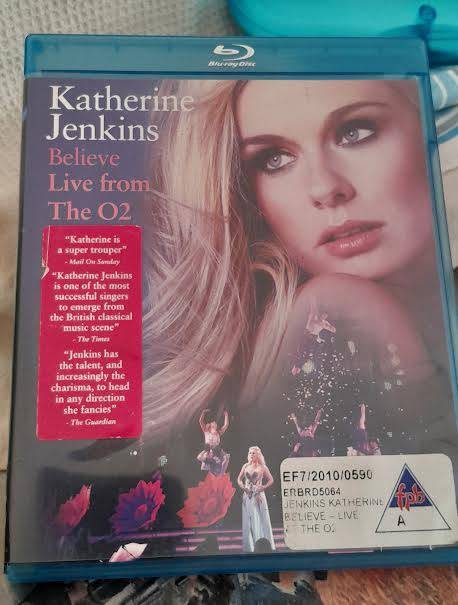 Blu-ray Disc
Katherine
Jenkins
Believe
Live from
The O2
"Katherine is
a super trouper"
- Mail On Sunday
"Katherine Jenkins
is one of the most
successful singers
to emerge from
the British classical
music scene"
- The Times
"Jenkins has
the talent, and
increasingly the
charisma, to head
in any direction
she fancies"
- The Guardian
EF7/2010/0590
ERBRD5064
JENKINS KATHERINE
BELIEVE - LIVE
AT THE O2
fpb
A